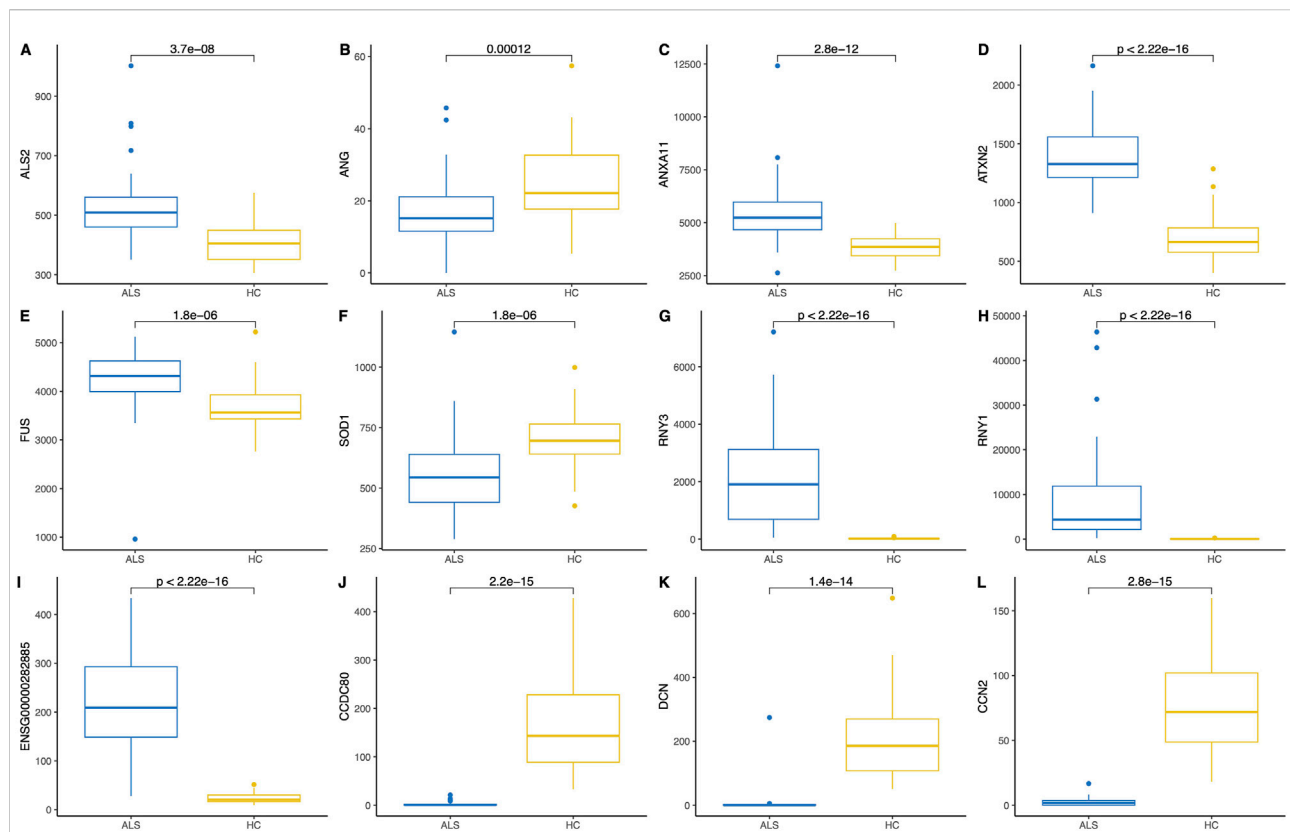 A
3.7e−08
ALS2
900
700
500
300
ALS
HC
B
0.00012
ANG
60
40
20
0
ALS
HC
C
2.8e−12
ANXA11
12500
10000
7500
5000
2500
ALS
HC
D
p < 2.22e−16
ATXN2
2000
1500
1000
500
ALS
HC
E
1.8e−06
FUS
5000
4000
3000
2000
1000
ALS
HC
F
1.8e−06
SOD1
1000
750
500
250
ALS
HC
G
p < 2.22e−16
RNY3
6000
4000
2000
0
ALS
HC
H
p < 2.22e−16
RNY1
50000
40000
30000
20000
10000
0
ALS
HC
I
p < 2.22e−16
ENSG00000282885
400
300
200
100
0
ALS
HC
J
2.2e−15
CCDC80
400
300
200
100
0
ALS
HC
K
1.4e−14
DCN
600
400
200
0
ALS
HC
L
2.8e−15
CCN2
150
100
50
0
ALS
HC